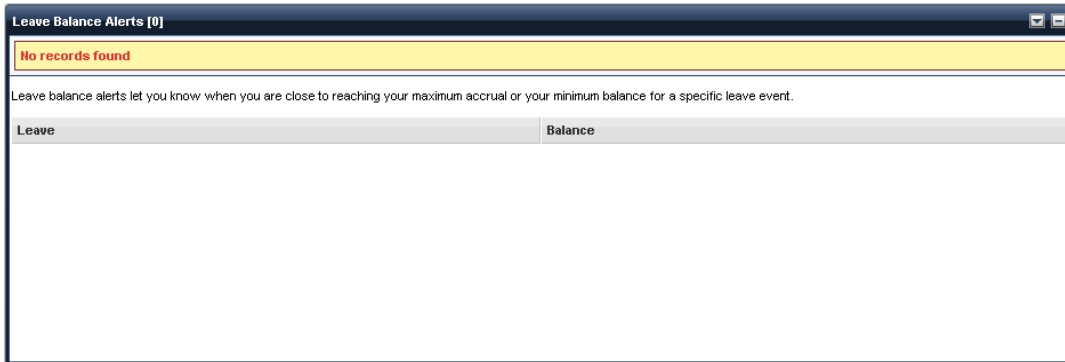 Leave Balance Alerts [0]
No records found
Leave balance alerts let you know when you are close to reaching your maximum accrual or your minimum balance for a specific leave event.
Leave Balance